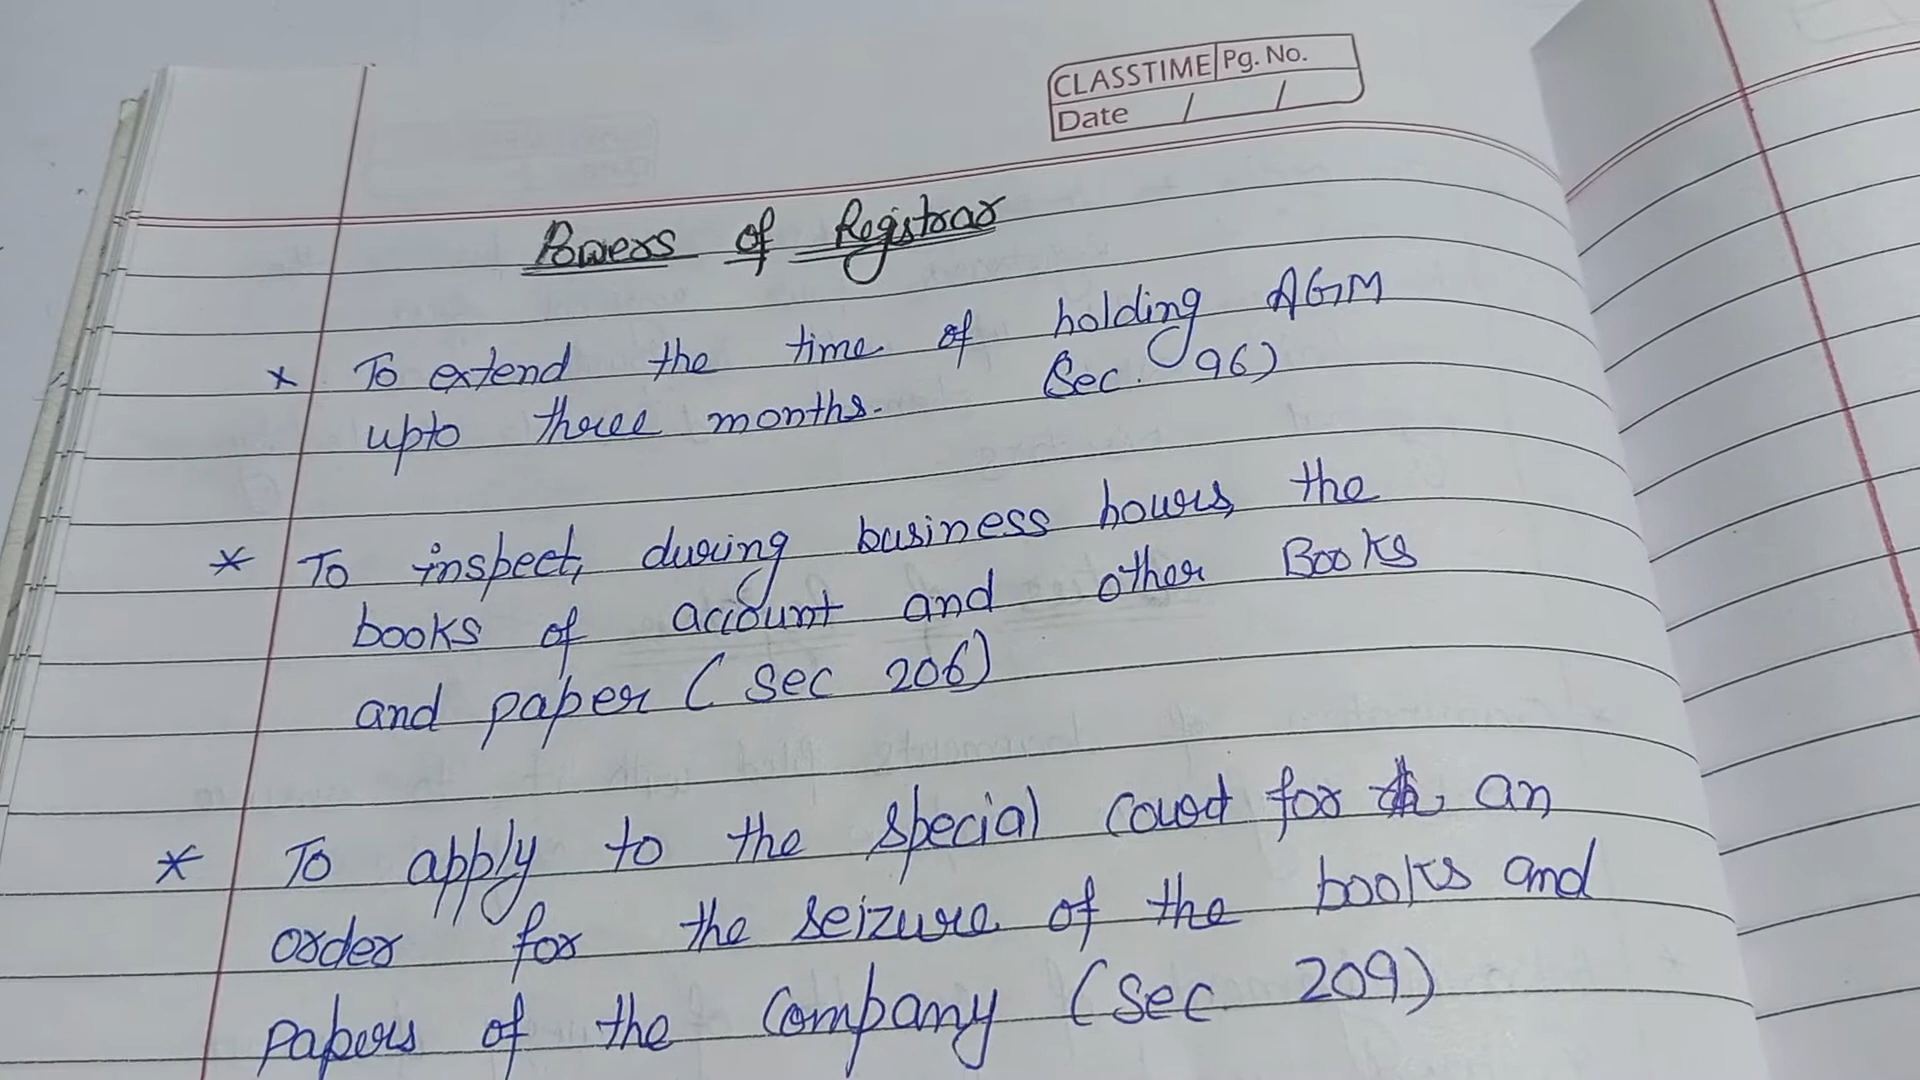 CLASSTIME Pg. No.
Date / /
Powers of Registrar
* To extend the time of holding AGM
upto three months. (Sec. 96)
* To inspect, during business hours, the
books of account and other Books
and paper (Sec 206)
* To apply to the special court for an
order for the seizure of the books and
papers of the Company (Sec 209)